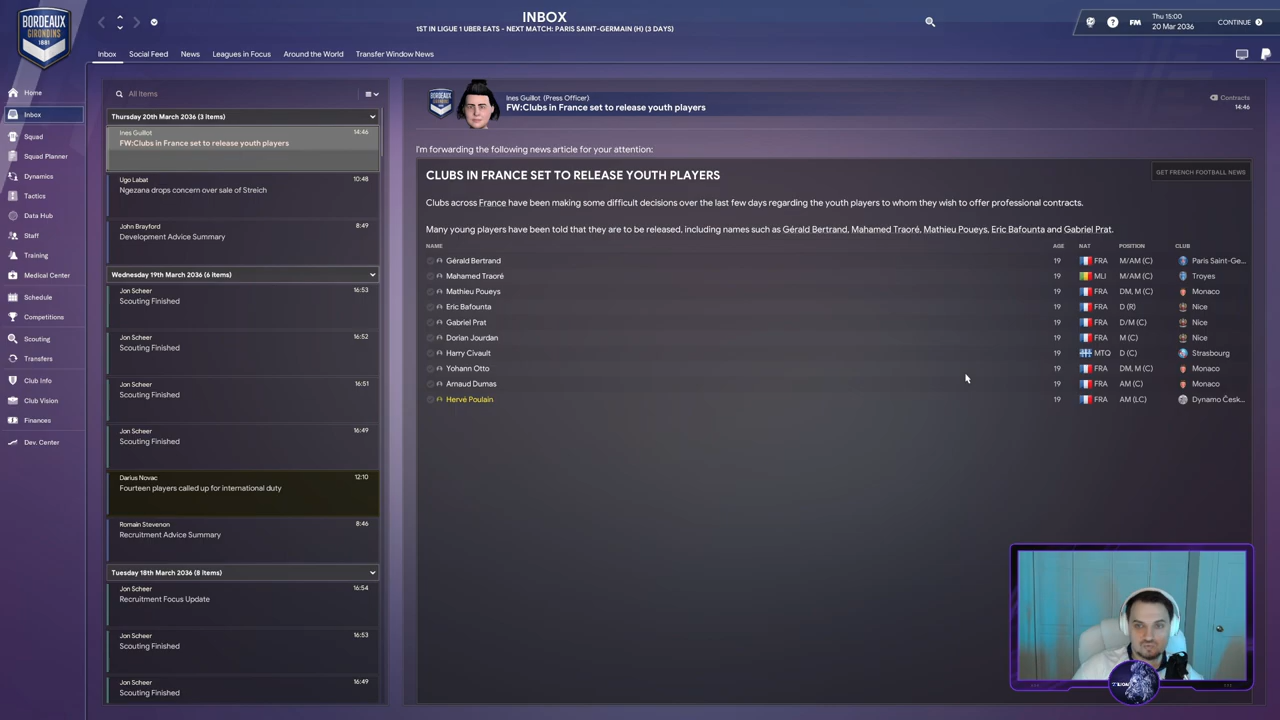 BORDEAUX
GIRONDINS
1881
INBOX
1ST IN LIGUE 1 UBER EATS - NEXT MATCH: PARIS SAINT-GERMAIN (H) (3 DAYS)
FM
Thu 15:00
20 Mar 2036
CONTINUE
Inbox
Social Feed
News
Leagues in Focus
Around the World
Transfer Window News
Home
Inbox
Squad
Squad Planner
Dynamics
Tactics
Data Hub
Staff
Training
Medical Center
Schedule
Competitions
Scouting
Transfers
Club Info
Club Vision
Finances
Dev. Center
All Items
Thursday 20th March 2036 (3 items)
Ines Guillot 14:46
FW:Clubs in France set to release youth players
Ugo Labat 10:48
Ngezana drops concern over sale of Streich
John Brayford 8:49
Development Advice Summary
Wednesday 19th March 2036 (6 items)
Jon Scheer 16:53
Scouting Finished
Jon Scheer 16:52
Scouting Finished
Jon Scheer 16:51
Scouting Finished
Jon Scheer 16:49
Scouting Finished
Darius Novac 12:10
Fourteen players called up for international duty
Romain Stevenon 8:46
Recruitment Advice Summary
Tuesday 18th March 2036 (8 items)
Jon Scheer 16:54
Recruitment Focus Update
Jon Scheer 16:53
Scouting Finished
Jon Scheer 16:49
Scouting Finished
Ines Guillot (Press Officer)
FW:Clubs in France set to release youth players
Contracts
14:46
I'm forwarding the following news article for your attention:
CLUBS IN FRANCE SET TO RELEASE YOUTH PLAYERS
GET FRENCH FOOTBALL NEWS
Clubs across France have been making some difficult decisions over the last few days regarding the youth players to whom they wish to offer professional contracts.
Many young players have been told that they are to be released, including names such as Gérald Bertrand, Mahamed Traoré, Mathieu Poueys, Eric Bafounta and Gabriel Prat.
NAME AGE NAT POSITION CLUB
Gérald Bertrand 19 FRA M/AM (C) Paris Saint-Ge...
Mahamed Traoré 19 MLI M/AM (C) Troyes
Mathieu Poueys 19 FRA DM, M (C) Monaco
Eric Bafounta 19 FRA D (R) Nice
Gabriel Prat 19 FRA D/M (C) Nice
Dorian Jourdan 19 FRA M (C) Nice
Harry Civault 19 MTQ D (C) Strasbourg
Yohann Otto 19 FRA DM, M (C) Monaco
Arnaud Dumas 19 FRA AM (C) Monaco
Hervé Poulain 19 FRA AM (LC) Dynamo Česk...